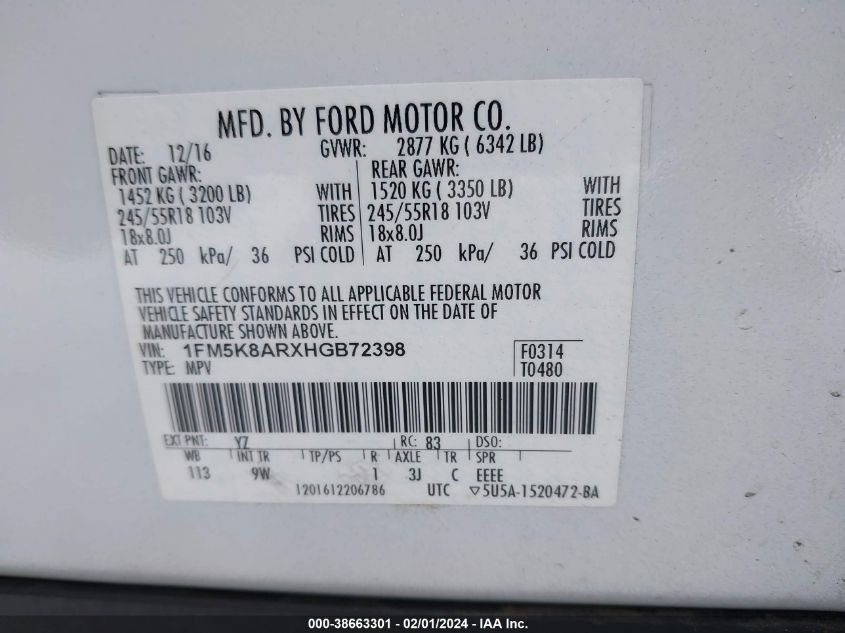 MFD. BY FORD MOTOR CO.
DATE: 12/16 GVWR: 2877 KG ( 6342 LB)
FRONT GAWR: REAR GAWR:
1452 KG ( 3200 LB) WITH 1520 KG ( 3350 LB) WITH
245/55R18 103V TIRES 245/55R18 103V TIRES
18x8.0J RIMS 18x8.0J RIMS
AT 250 kPa/ 36 PSI COLD AT 250 kPa/ 36 PSI COLD
THIS VEHICLE CONFORMS TO ALL APPLICABLE FEDERAL MOTOR
VEHICLE SAFETY STANDARDS IN EFFECT ON THE DATE OF
MANUFACTURE SHOWN ABOVE.
VIN: 1FM5K8ARXHGB72398 F0314
TYPE: MPV T0480
EXT PNT: YZ RC: 83 DSO:
WB INT TR TP/PS R AXLE TR SPR
113 9W 1 3J C EEEE
1201612206786 UTC ▽5U5A-1520472-BA
000-38663301 - 02/01/2024 - IAA Inc.